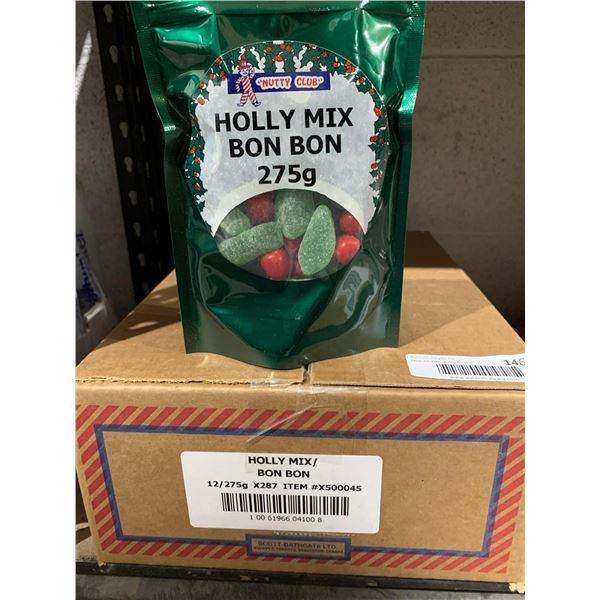 "NUTTY CLUB"
HOLLY MIX
BON BON
275g
146
HOLLY MIX/
BON BON
12/275g X287 ITEM #X500045
1 00 51966 04100 8
SCOTT-BATHGATE LTD.